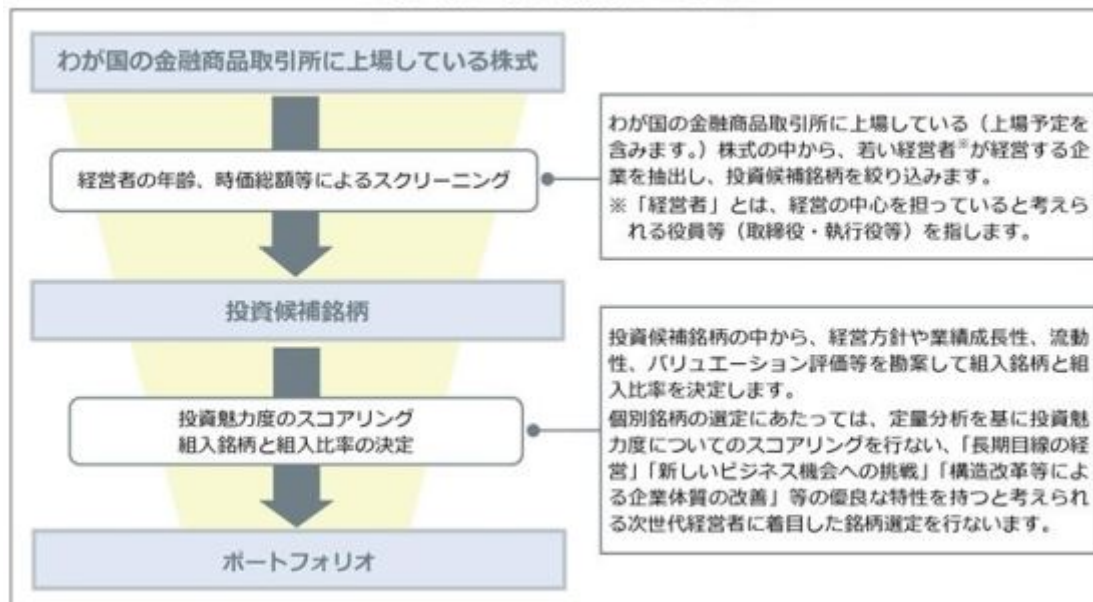 わが国の金融商品取引所に上場している株式
経営者の年齢、時価総額等によるスクリーニング
わが国の金融商品取引所に上場している（上場予定を
含みます。）株式の中から、若い経営者※が経営する企
業を抽出し、投資候補銘柄を絞り込みます。
※「経営者」とは、経営の中心を担っていると考えら
れる役員等（取締役・執行役等）を指します。
投資候補銘柄
投資魅力度のスコアリング
組入銘柄と組入比率の決定
投資候補銘柄の中から、経営方針や業績成長性、流動
性、バリュエーション評価等を勘案して組入銘柄と組
入比率を決定します。
個別銘柄の選定にあたっては、定量分析を基に投資魅
力度についてのスコアリングを行ない、「長期目線の経
営」「新しいビジネス機会への挑戦」「構造改革等によ
る企業体質の改善」等の優良な特性を持つと考えられ
る次世代経営者に着目した銘柄選定を行ないます。
ポートフォリオ